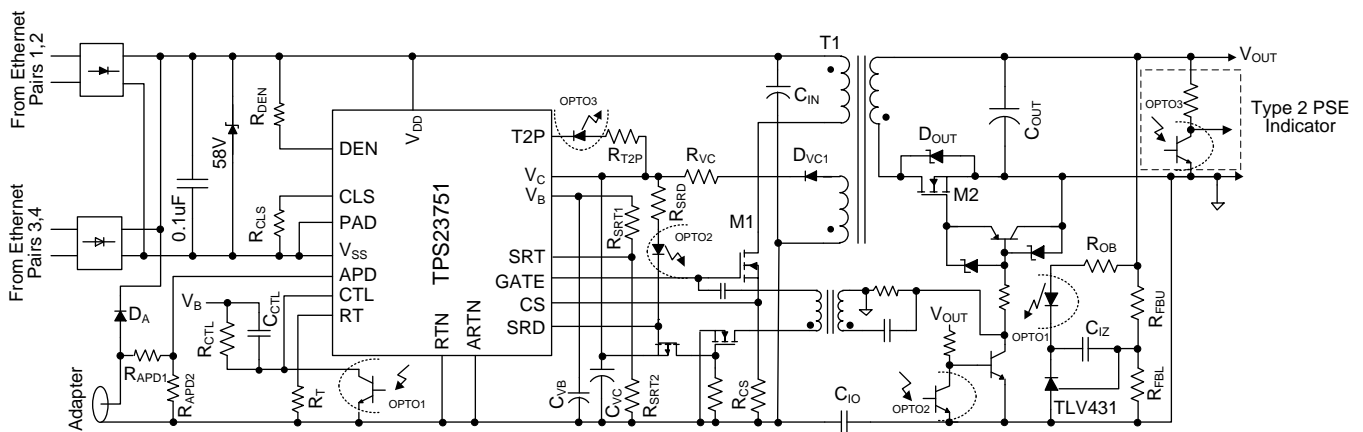 From Ethernet
Pairs 1,2
From Ethernet
Pairs 3,4
0.1uF
58V
RDEN
RCLS
DEN
CLS
PAD
VSS
APD
CTL
RT
VDD
TPS23751
RTN
ARTN
T2P
VC
VB
SRT
GATE
CS
SRD
OPTO3
RT2P
RVC
DVC1
RSRD
RSRT1
OPTO2
M1
T1
CIN
COUT
DOUT
M2
VOUT
OPTO3
Type 2 PSE
Indicator
ROB
RFBU
OPTO1
CIZ
RFBL
TLV431
VOUT
OPTO2
CIO
RCS
RSRT2
CVC
CVB
OPTO1
RT
VB
CCTL
RCTL
DA
RAPD1
RAPD2
Adapter